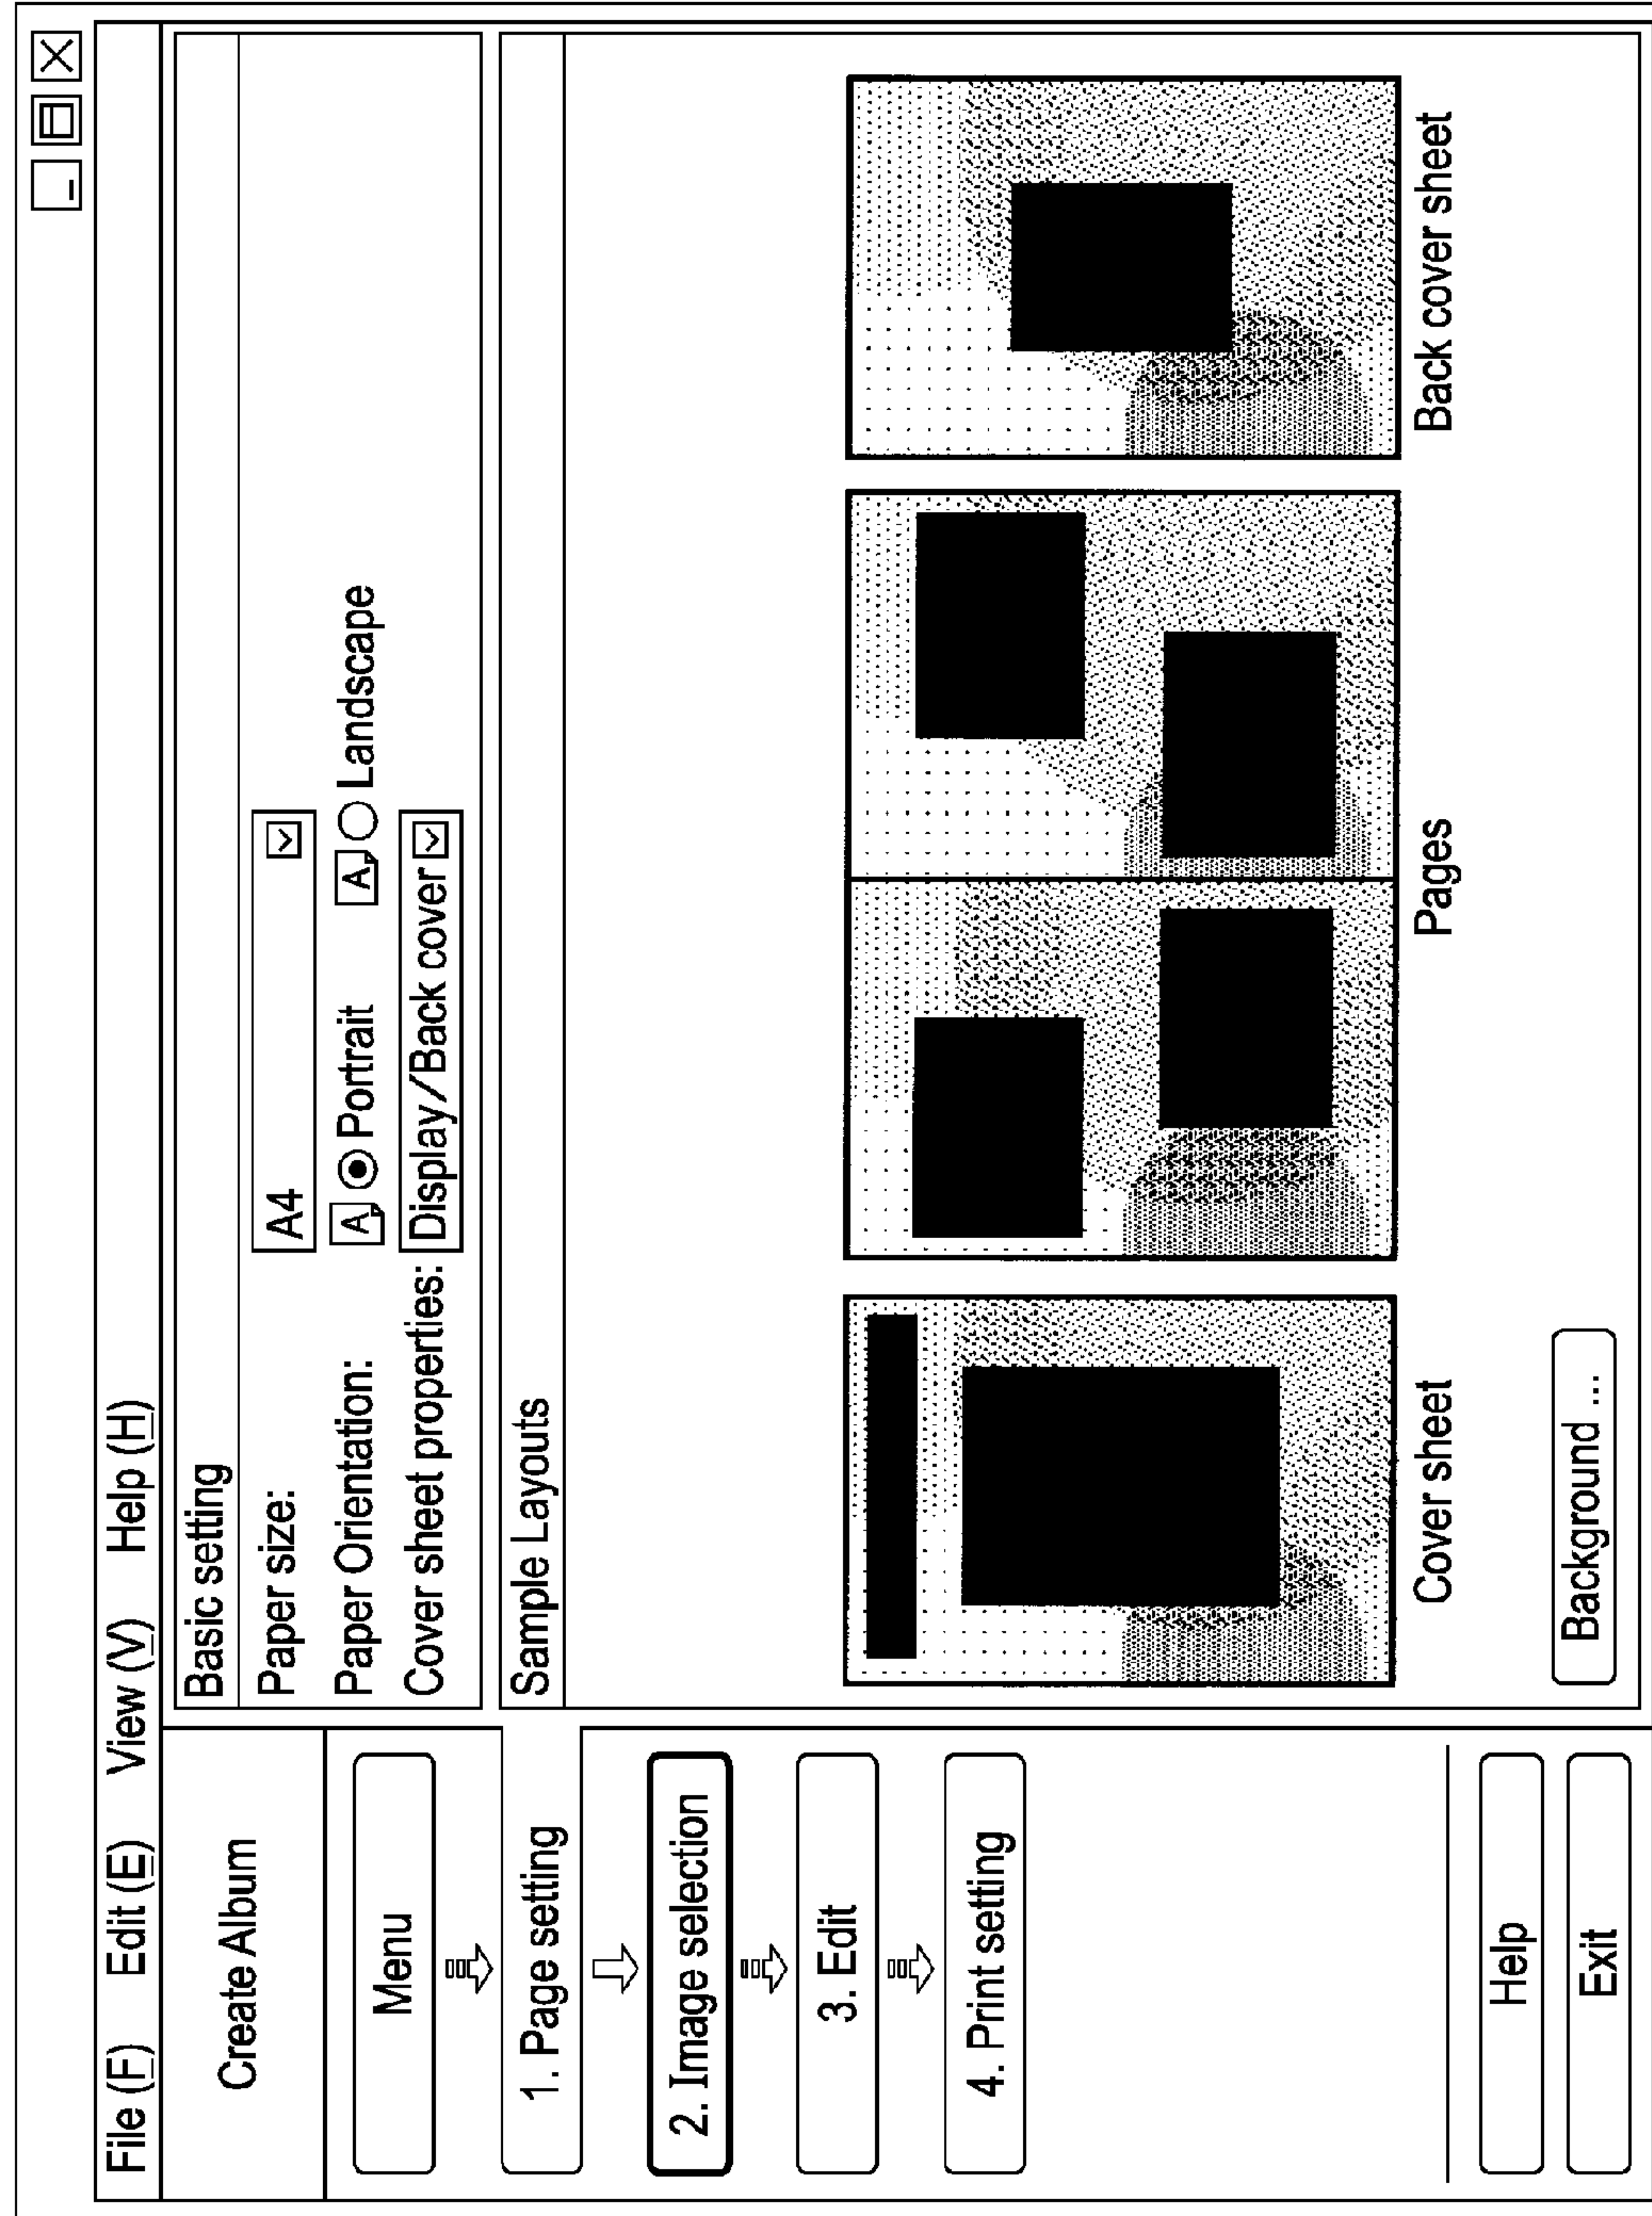 File (F) Edit (E) View (V) Help (H)
Create Album
Menu
1. Page setting
2. Image selection
3. Edit
4. Print setting
Help
Exit
Basic setting
Paper size: A4
Paper Orientation: A Portrait A Landscape
Cover sheet properties: Display/Back cover
Sample Layouts
Cover sheet
Pages
Back cover sheet
Background ...